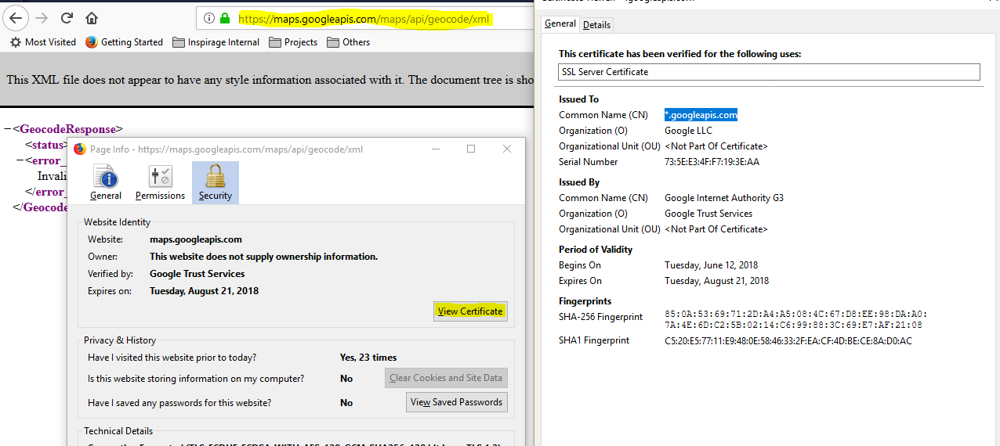 https://maps.googleapis.com/maps/api/geocode/xml
Most Visited Getting Started Inspirage Internal Projects Others
This XML file does not appear to have any style information associated with it. The document tree is
<GeocodeResponse>
<status>
<error_
</error_
Page Info - https://maps.googleapis.com/maps/api/geocode/xml
General Permissions Security
Website Identity
Website: maps.googleapis.com
Owner: This website does not supply ownership information.
Verified by: Google Trust Services
Expires on: Tuesday, August 21, 2018
View Certificate
Privacy & History
Have I visited this website prior to today? Yes, 23 times
Is this website storing information on my computer? No Clear Cookies and Site Data
Have I saved any passwords for this website? No View Saved Passwords
Technical Details
General Details
This certificate has been verified for the following uses:
SSL Server Certificate
Issued To
Common Name (CN) *.googleapis.com
Organization (O) Google LLC
Organizational Unit (OU) <Not Part Of Certificate>
Serial Number 73:5E:E3:4F:F7:19:3E:AA
Issued By
Common Name (CN) Google Internet Authority G3
Organization (O) Google Trust Services
Organizational Unit (OU) <Not Part Of Certificate>
Period of Validity
Begins On Tuesday, June 12, 2018
Expires On Tuesday, August 21, 2018
Fingerprints
SHA-256 Fingerprint 85:0A:53:69:71:2D:A4:A5:08:4C:67:D8:EE:98:DA:A0:
7A:4E:6D:C2:5B:02:14:C6:99:88:3C:69:E7:AF:21:08
SHA1 Fingerprint C5:20:E5:77:11:E9:48:0E:58:46:33:2F:EA:CF:4D:BE:CE:8A:D0:AC